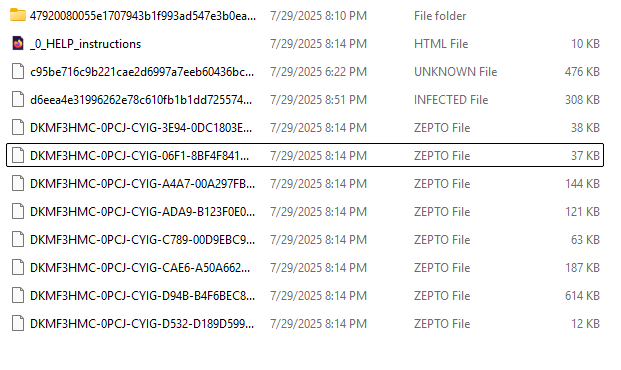 47920080055e1707943b1f993ad547e3b0ea... 7/29/2025 8:10 PM File folder
_0_HELP_instructions 7/29/2025 8:14 PM HTML File 10 KB
c95be716c9b221cae2d6997a7eeb60436bc... 7/29/2025 6:22 PM UNKNOWN File 476 KB
d6eea4e31996262e78c610fb1b1dd725574... 7/29/2025 8:51 PM INFECTED File 308 KB
DKMF3HMC-0PCJ-CYIG-3E94-0DC1803E... 7/29/2025 8:14 PM ZEPTO File 38 KB
DKMF3HMC-0PCJ-CYIG-06F1-8BF4F841... 7/29/2025 8:14 PM ZEPTO File 37 KB
DKMF3HMC-0PCJ-CYIG-A4A7-00A297FB... 7/29/2025 8:14 PM ZEPTO File 144 KB
DKMF3HMC-0PCJ-CYIG-ADA9-B123F0E0... 7/29/2025 8:14 PM ZEPTO File 121 KB
DKMF3HMC-0PCJ-CYIG-C789-00D9EBC9... 7/29/2025 8:14 PM ZEPTO File 63 KB
DKMF3HMC-0PCJ-CYIG-CAE6-A50A662... 7/29/2025 8:14 PM ZEPTO File 187 KB
DKMF3HMC-0PCJ-CYIG-D94B-B4F6BEC8... 7/29/2025 8:14 PM ZEPTO File 614 KB
DKMF3HMC-0PCJ-CYIG-D532-D189D599... 7/29/2025 8:14 PM ZEPTO File 12 KB